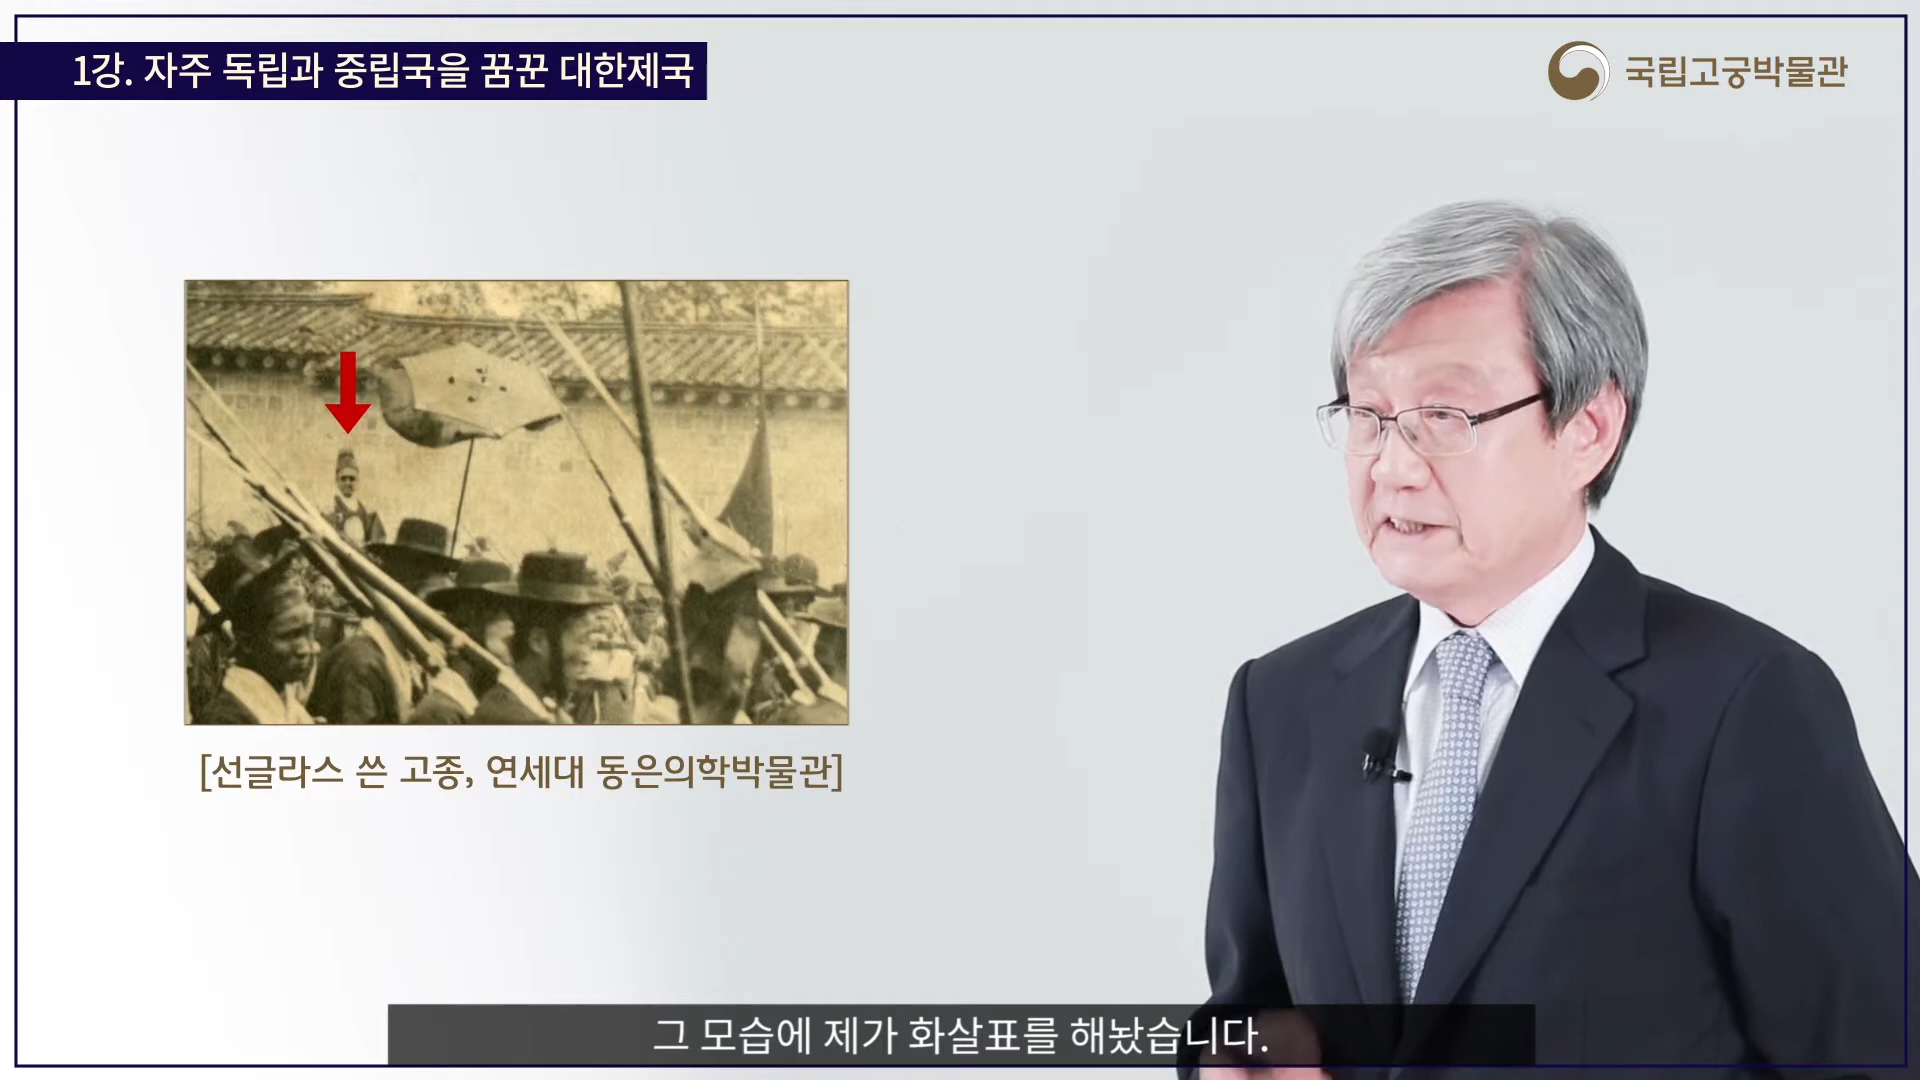 1강. 자주 독립과 중립국을 꿈꾼 대한제국
국립고궁박물관
[선글라스 쓴 고종, 연세대 동은의학박물관]
그 모습에 제가 화살표를 해놨습니다.